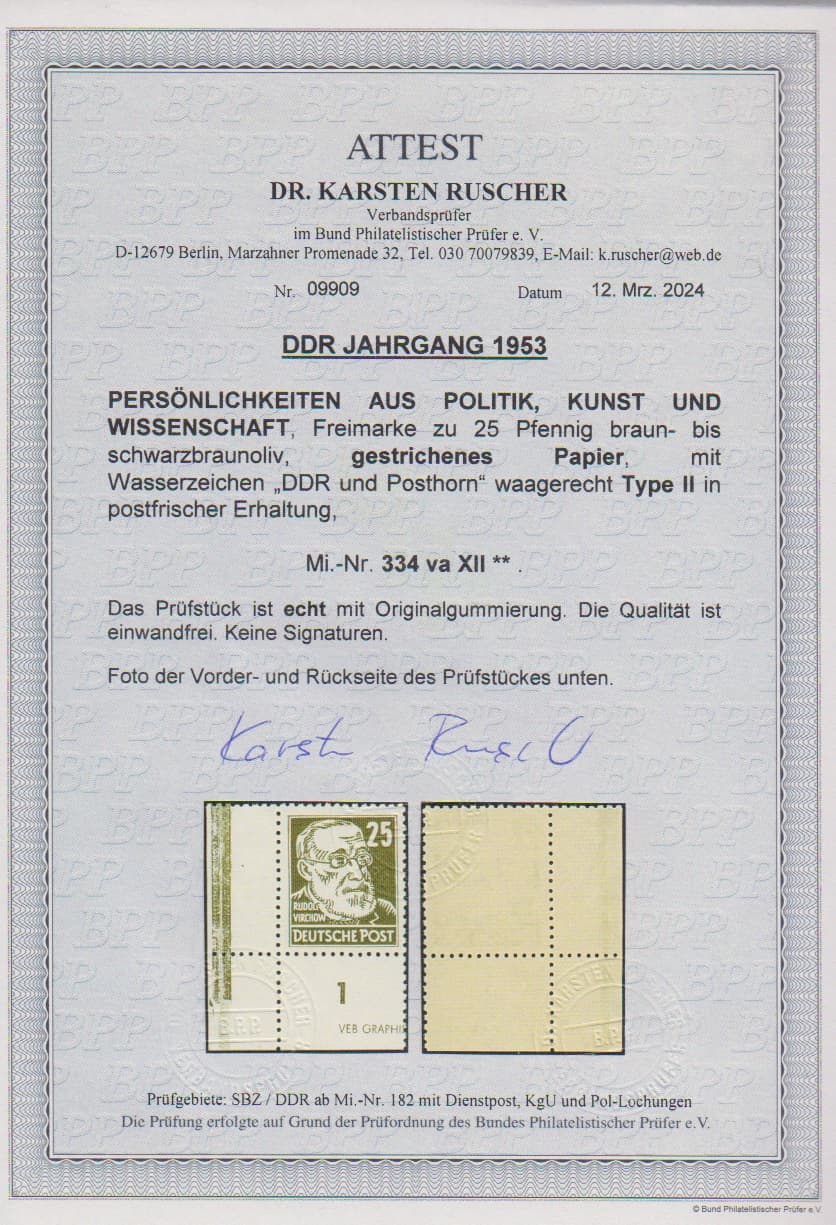 ATTEST
DR. KARSTEN RUSCHER
Verbandsprüfer
im Bund Philatelistischer Prüfer e. V.
D-12679 Berlin, Marzahner Promenade 32, Tel. 030 70079839, E-Mail: k.ruscher@web.de
Nr. 09909 Datum 12. Mrz. 2024
DDR JAHRGANG 1953
PERSÖNLICHKEITEN AUS POLITIK, KUNST UND
WISSENSCHAFT, Freimarke zu 25 Pfennig braun- bis
schwarzbraunoliv, gestrichenes Papier, mit
Wasserzeichen „DDR und Posthorn“ waagerecht Type II in
postfrischer Erhaltung,
Mi.-Nr. 334 va XII ** .
Das Prüfstück ist echt mit Originalgummierung. Die Qualität ist
einwandfrei. Keine Signaturen.
Foto der Vorder- und Rückseite des Prüfstückes unten.
25
RUDOLF
VIRCHOW
DEUTSCHE POST
1
VEB GRAPHI
Prüfgebiete: SBZ / DDR ab Mi.-Nr. 182 mit Dienstpost, KgU und Pol-Lochungen
Die Prüfung erfolgte auf Grund der Prüfordnung des Bundes Philatelistischer Prüfer e.V.
© Bund Philatelistischer Prüfer e.V.